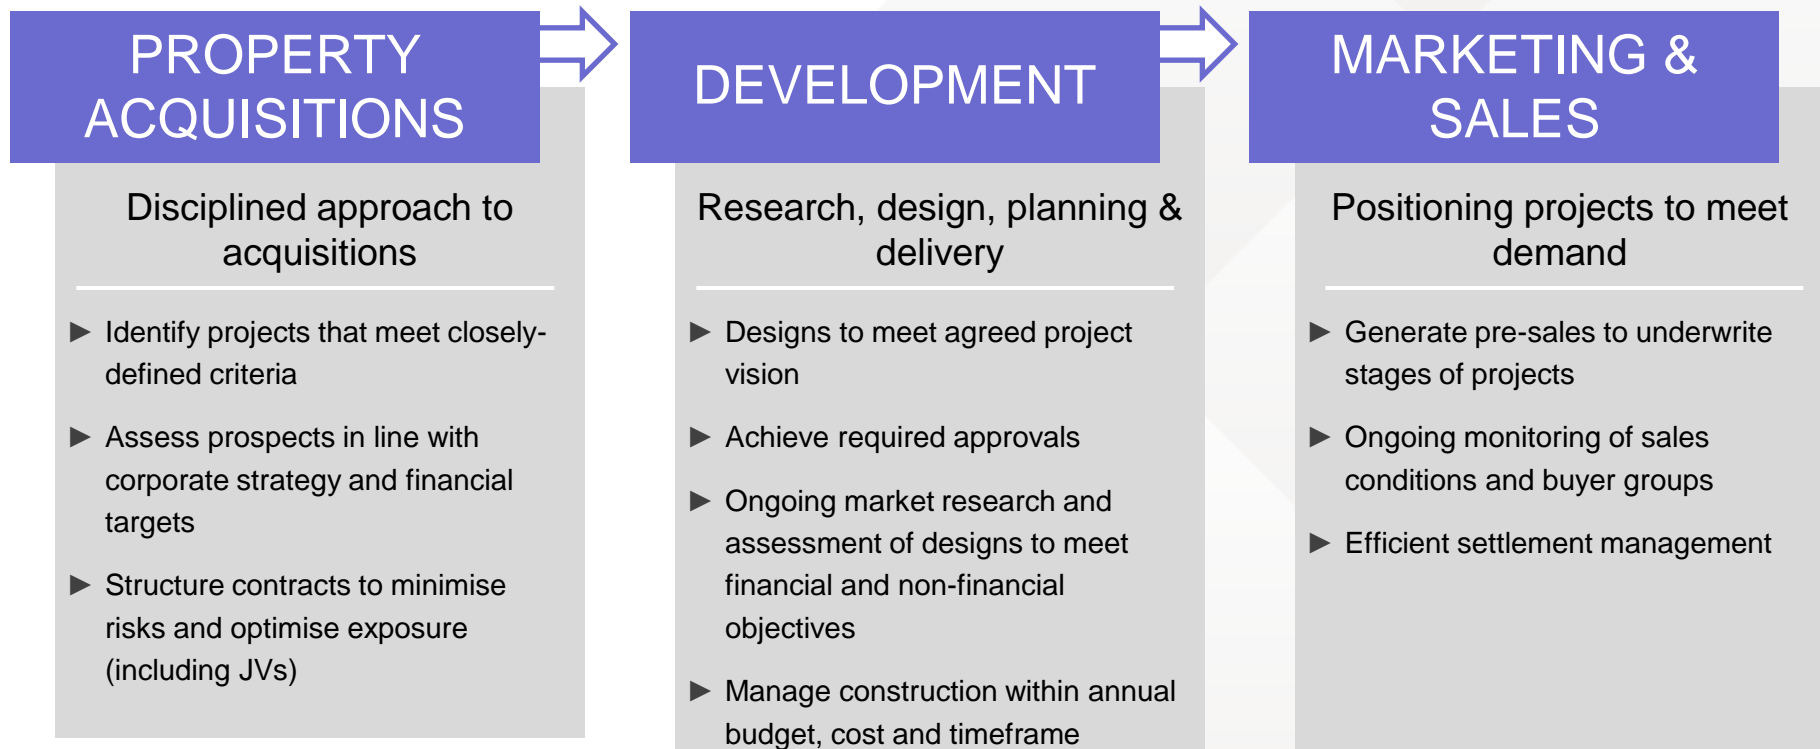 PROPERTY
ACQUISITIONS
Disciplined approach to
acquisitions
► Identify projects that meet closely-
defined criteria
► Assess prospects in line with
corporate strategy and financial
targets
► Structure contracts to minimise
risks and optimise exposure
(including JVs)
DEVELOPMENT
Research, design, planning &
delivery
► Designs to meet agreed project
vision
► Achieve required approvals
► Ongoing market research and
assessment of designs to meet
financial and non-financial
objectives
► Manage construction within annual
budget, cost and timeframe
MARKETING &
SALES
Positioning projects to meet
demand
► Generate pre-sales to underwrite
stages of projects
► Ongoing monitoring of sales
conditions and buyer groups
► Efficient settlement management